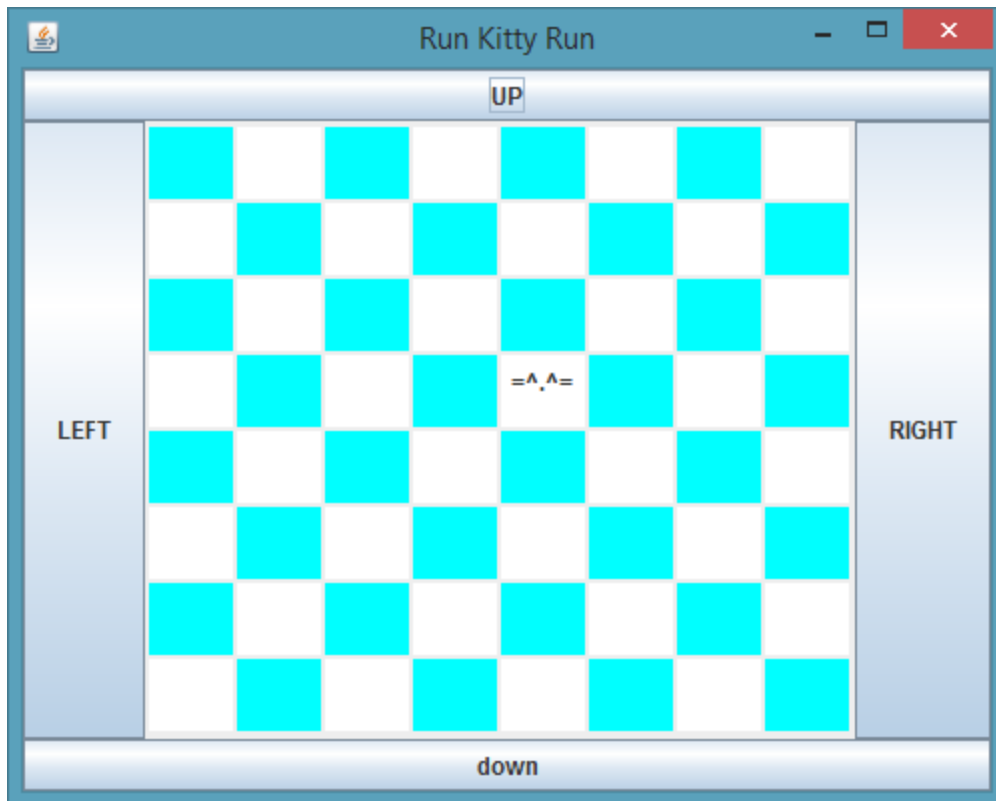 Run Kitty Run
UP
=^.^=
LEFT
RIGHT
down